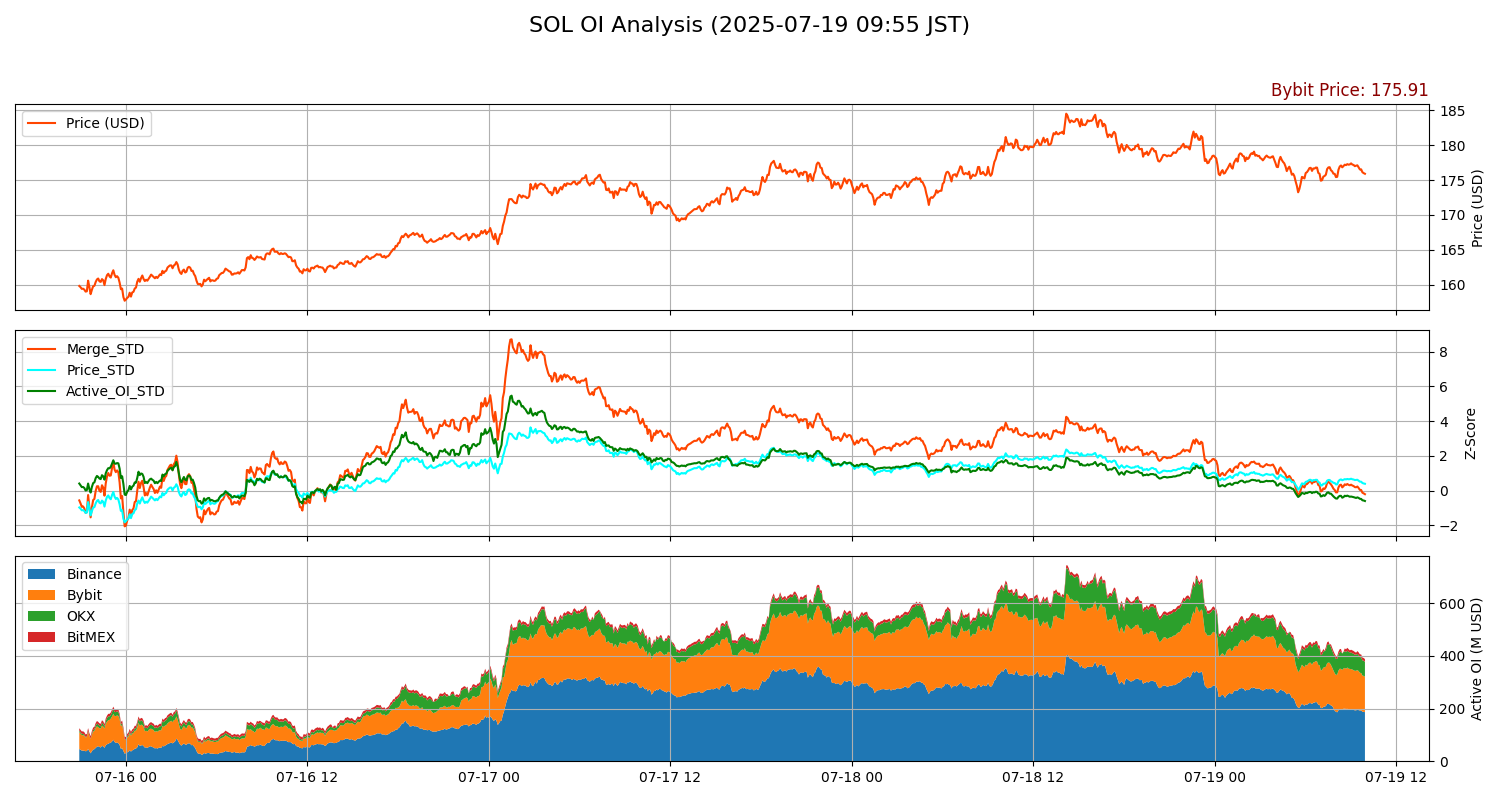 SOL OI Analysis (2025-07-19 09:55 JST)
Bybit Price: 175.91
Price (USD)
185
180
175
170
165
160
Price (USD)
Merge_STD
Price_STD
Active_OI_STD
8
6
4
2
0
−2
Z-Score
Binance
Bybit
OKX
BitMEX
600
400
200
0
Active OI (M USD)
07-16 00
07-16 12
07-17 00
07-17 12
07-18 00
07-18 12
07-19 00
07-19 12